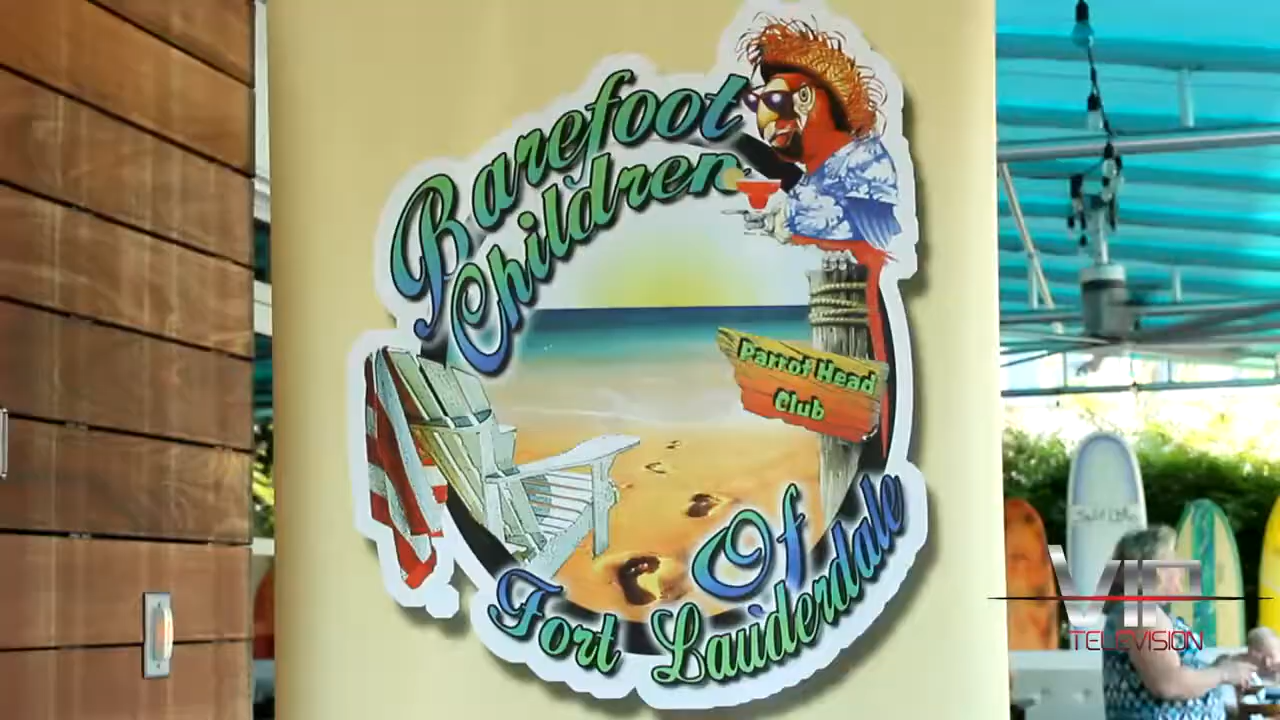 Barefoot
Children
Parrot Head
Club
Of
Fort Lauderdale
VIP
TELEVISION